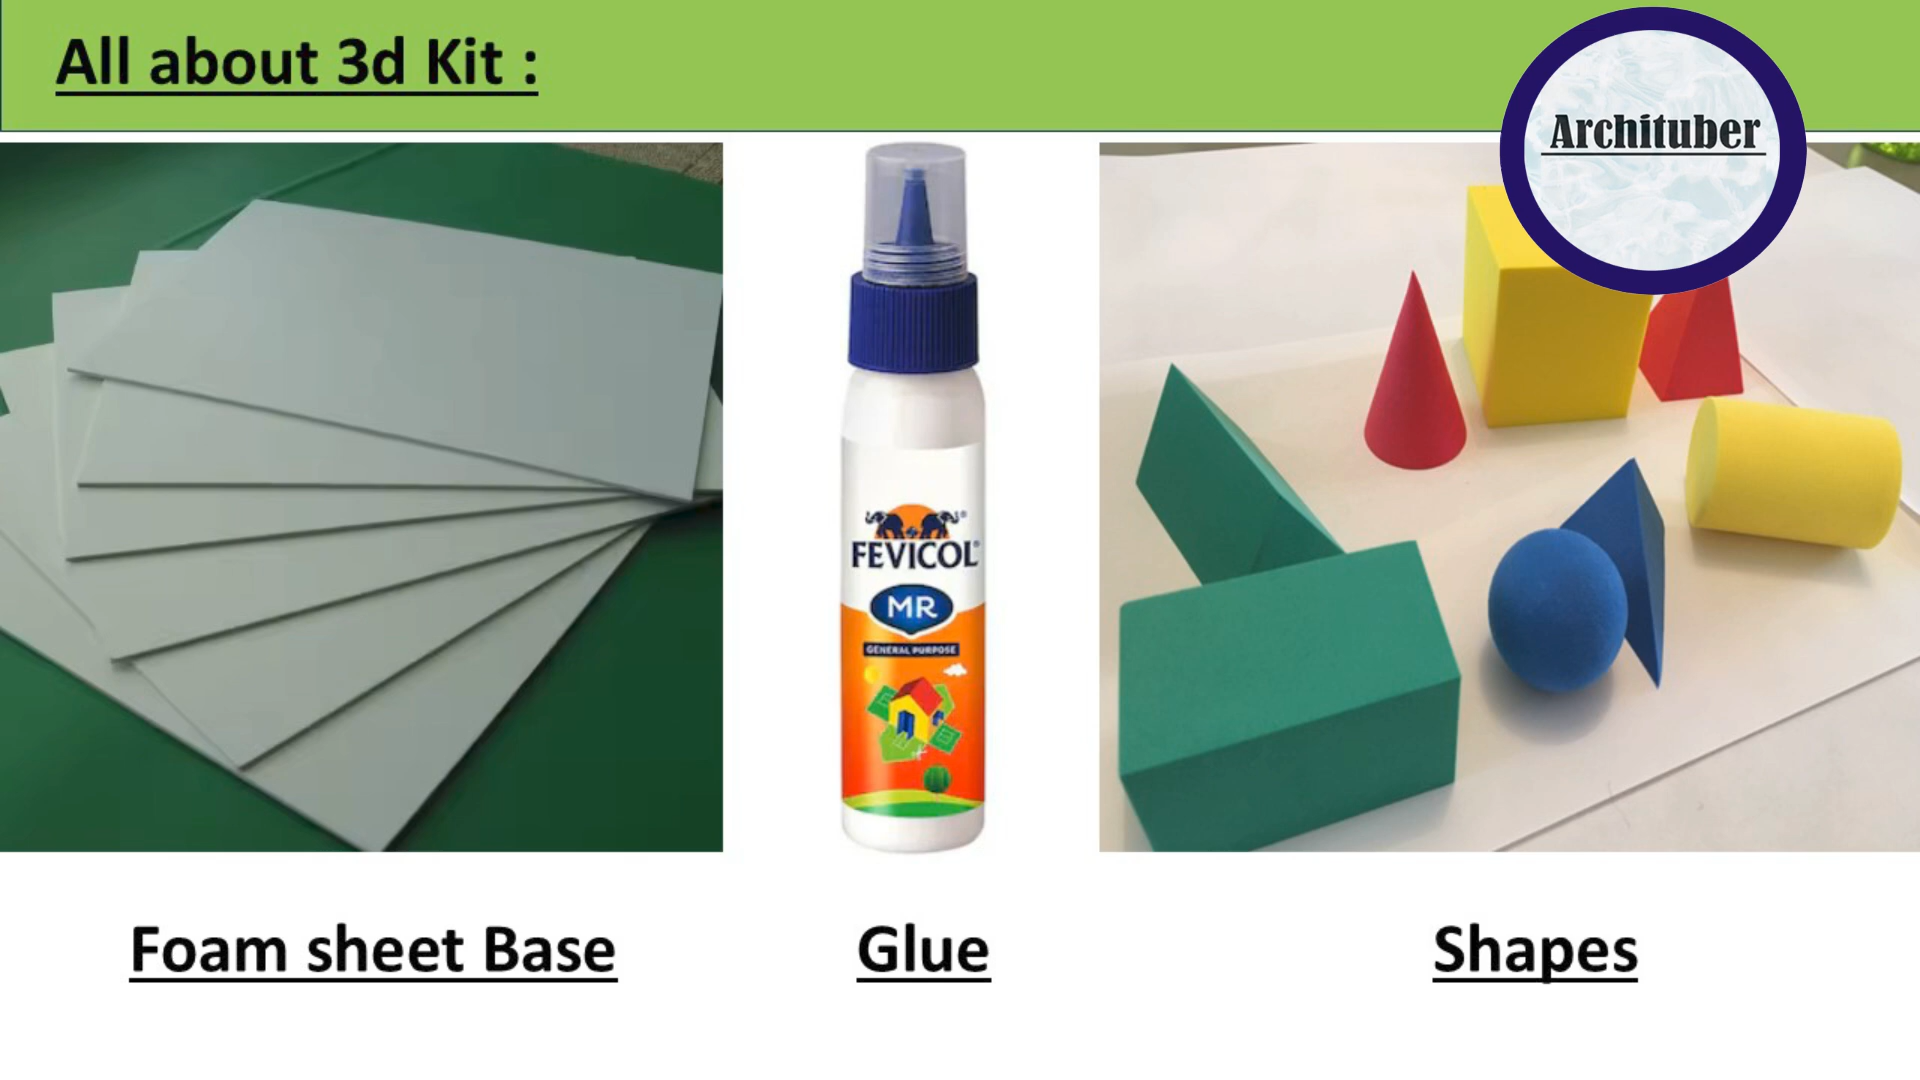 All about 3d Kit :
Archituber
FEVICOL
MR
GENERAL PURPOSE
Foam sheet Base
Glue
Shapes